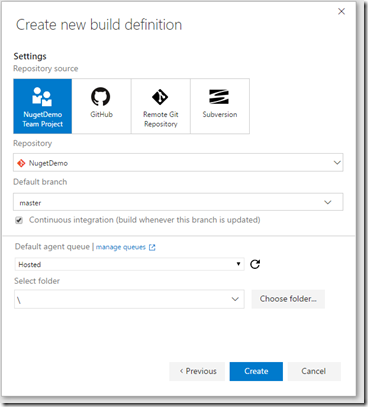 Create new build definition
Settings
Repository source
NugetDemo
Team Project
GitHub
Remote Git
Repository
Subversion
Repository
NugetDemo
Default branch
master
Continuous integration (build whenever this branch is updated)
Default agent queue | manage queues
Hosted
Select folder
\
Choose folder...
< Previous
Create
Cancel